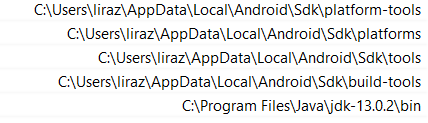 C:\Users\liraz\AppData\Local\Android\Sdk\platform-tools
C:\Users\liraz\AppData\Local\Android\Sdk\platforms
C:\Users\liraz\AppData\Local\Android\Sdk\tools
C:\Users\liraz\AppData\Local\Android\Sdk\build-tools
C:\Program Files\Java\jdk-13.0.2\bin